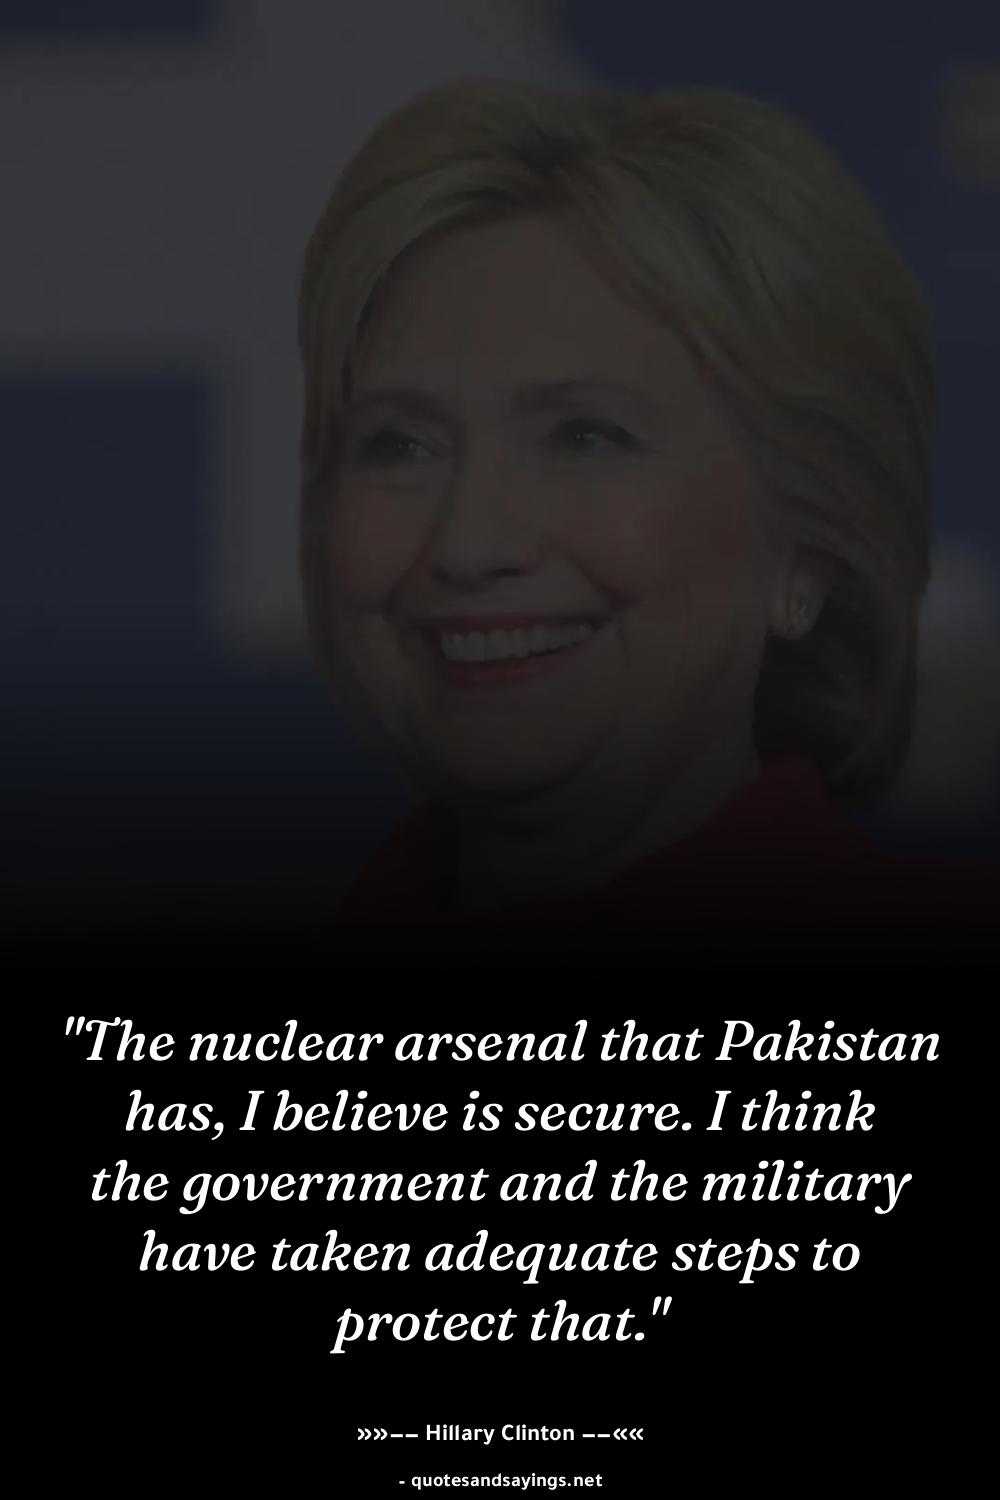 "The nuclear arsenal that Pakistan
has, I believe is secure. I think
the government and the military
have taken adequate steps to
protect that."
»»–– Hillary Clinton ––««
- quotesandsayings.net